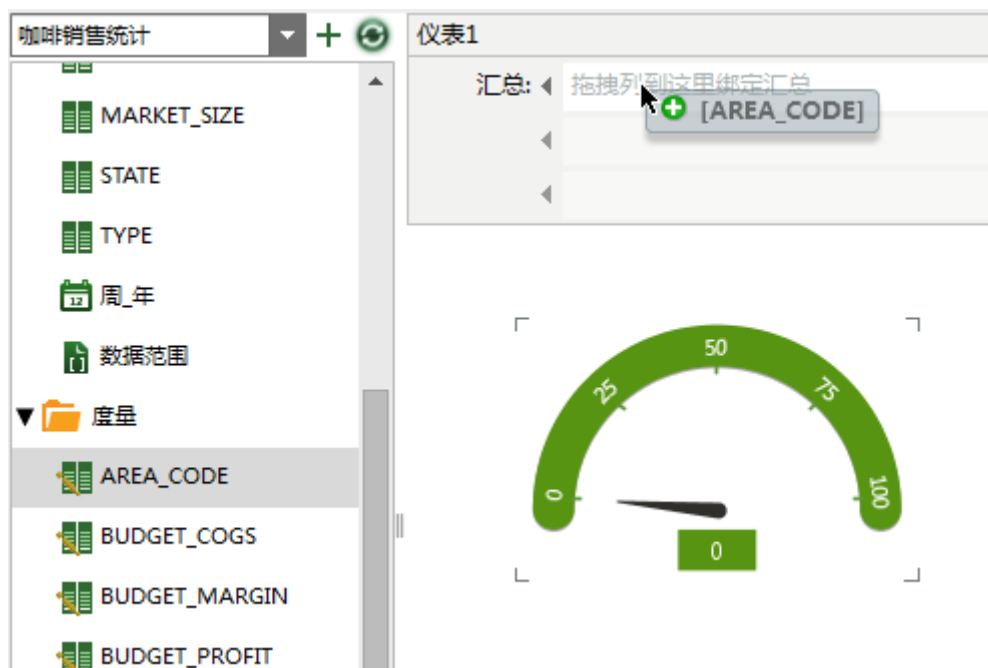 咖啡销售统计
仪表1
汇总:
拖拽列到这里绑定汇总
[AREA_CODE]
MARKET_SIZE
STATE
TYPE
12
周_年
数据范围
度量
AREA_CODE
BUDGET_COGS
BUDGET_MARGIN
BUDGET_PROFIT
0
25
50
75
100
0